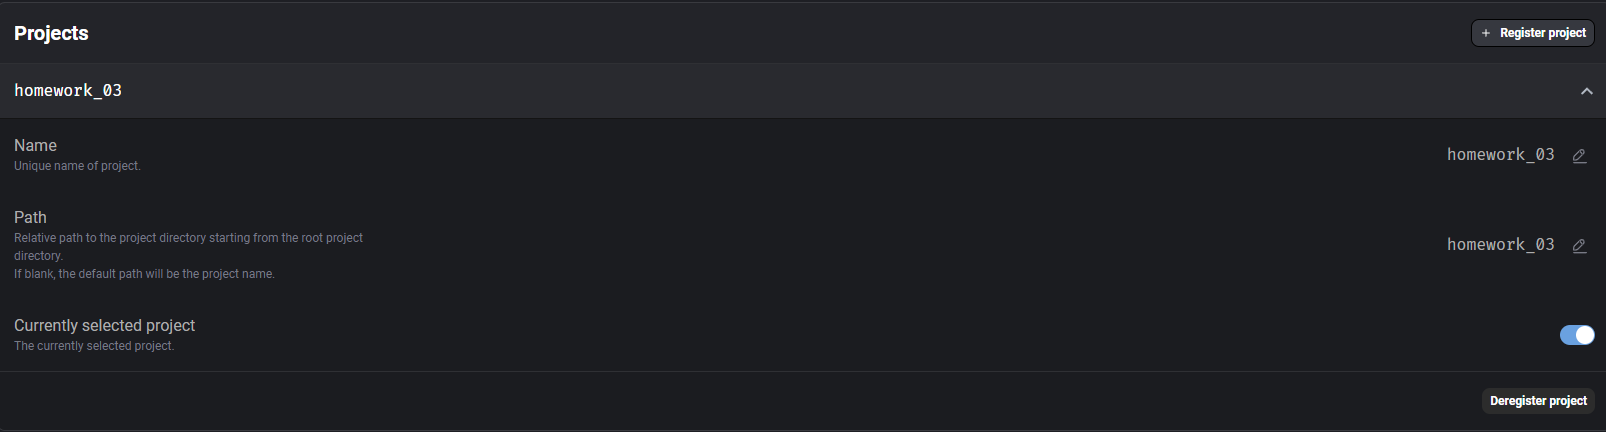 Projects
+ Register project
homework_03
Name
Unique name of project.
homework_03
Path
Relative path to the project directory starting from the root project
directory.
If blank, the default path will be the project name.
homework_03
Currently selected project
The currently selected project.
Deregister project